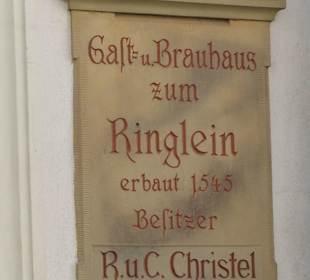 Gaſt- u. Brauhaus
zum
Ringlein
erbaut 1545
Beſitzer
R.u.C. Christel